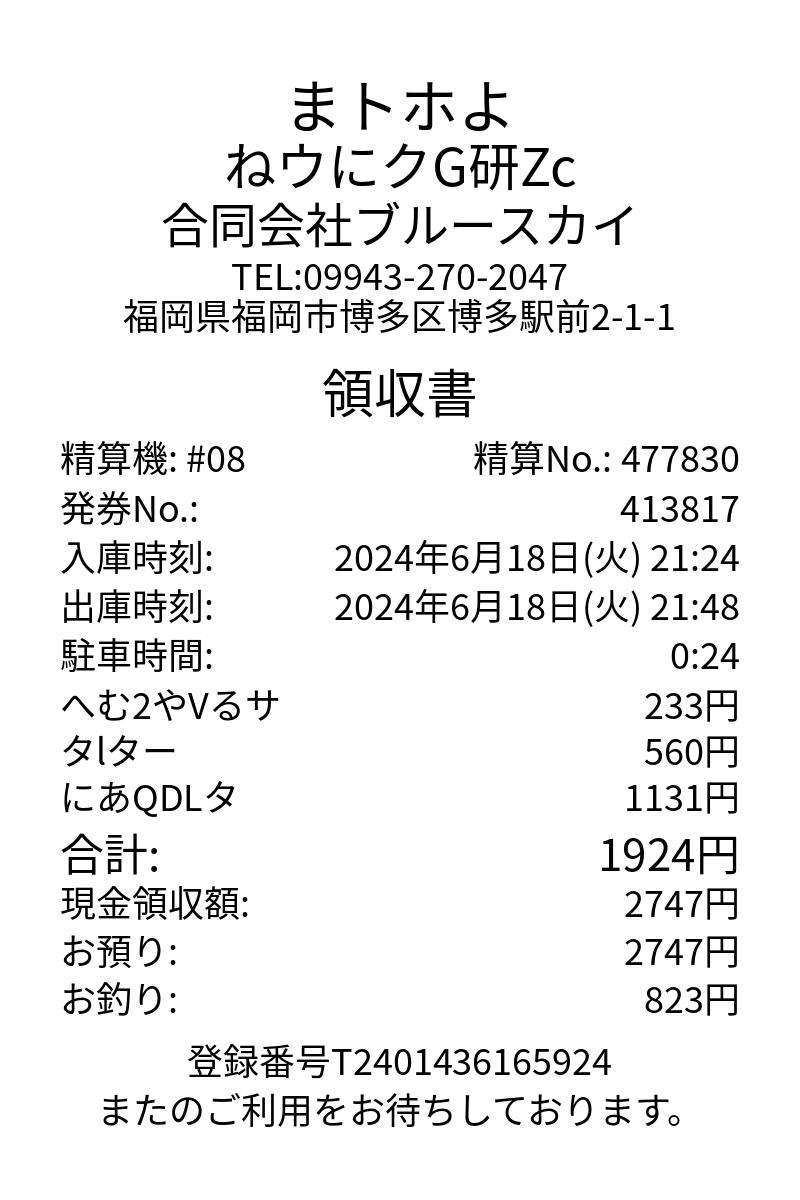 まトホよ
ねウにクG研Zc
合同会社ブルースカイ
TEL:09943-270-2047
福岡県福岡市博多区博多駅前2-1-1
領収書
精算機: #08 精算No.: 477830
発券No.: 413817
入庫時刻: 2024年6月18日(火) 21:24
出庫時刻: 2024年6月18日(火) 21:48
駐車時間: 0:24
へむ2やVるサ 233円
タlター 560円
にあQDLタ 1131円
合計: 1924円
現金領収額: 2747円
お預り: 2747円
お釣り: 823円
登録番号T2401436165924
またのご利用をお待ちしております。